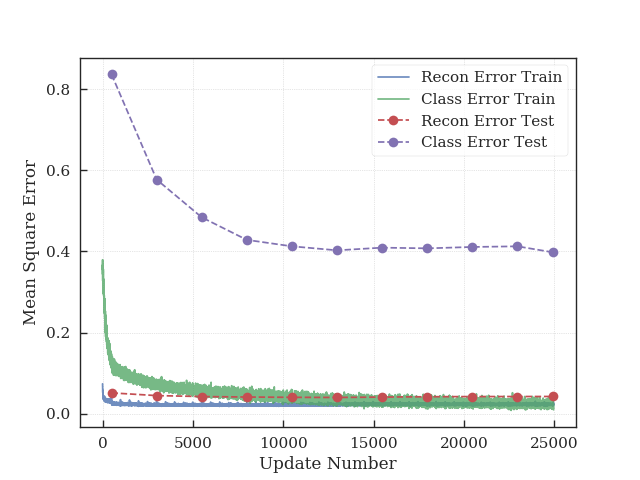 Recon Error Train
Class Error Train
Recon Error Test
Class Error Test
Mean Square Error
0.8
0.6
0.4
0.2
0.0
0 5000 10000 15000 20000 25000
Update Number